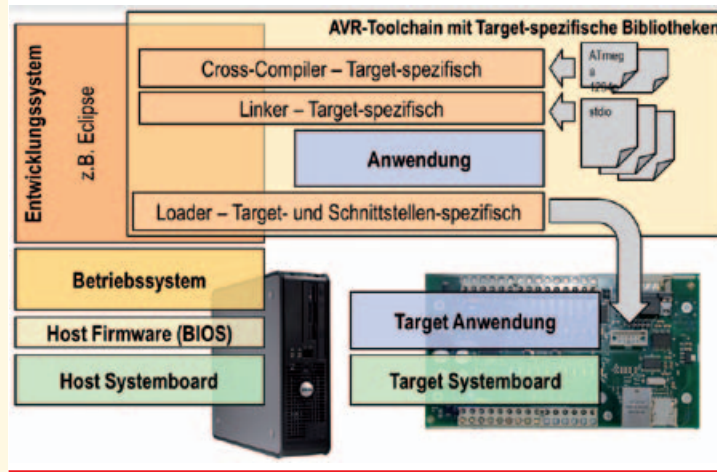 AVR-Toolchain mit Target-spezifische Bibliotheken
Entwicklungssystem
z.B. Eclipse
Cross-Compiler – Target-spezifisch
ATmeg
a
Linker – Target-spezifisch
stdio
Anwendung
Loader – Target- und Schnittstellen-spezifisch
Betriebssystem
Host Firmware (BIOS)
Host Systemboard
Target Anwendung
Target Systemboard